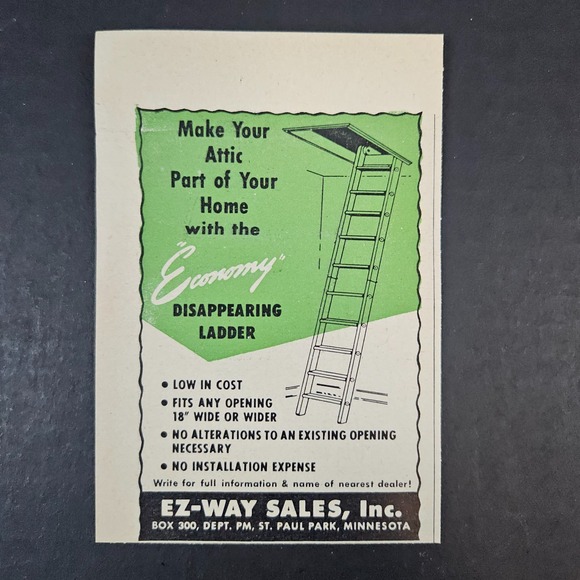 Make Your
Attic
Part of Your
Home
with the
"Economy"
DISAPPEARING
LADDER
• LOW IN COST
• FITS ANY OPENING
18" WIDE OR WIDER
• NO ALTERATIONS TO AN EXISTING OPENING
NECESSARY
• NO INSTALLATION EXPENSE
Write for full information & name of nearest dealer!
EZ-WAY SALES, Inc.
BOX 300, DEPT. PM, ST. PAUL PARK, MINNESOTA